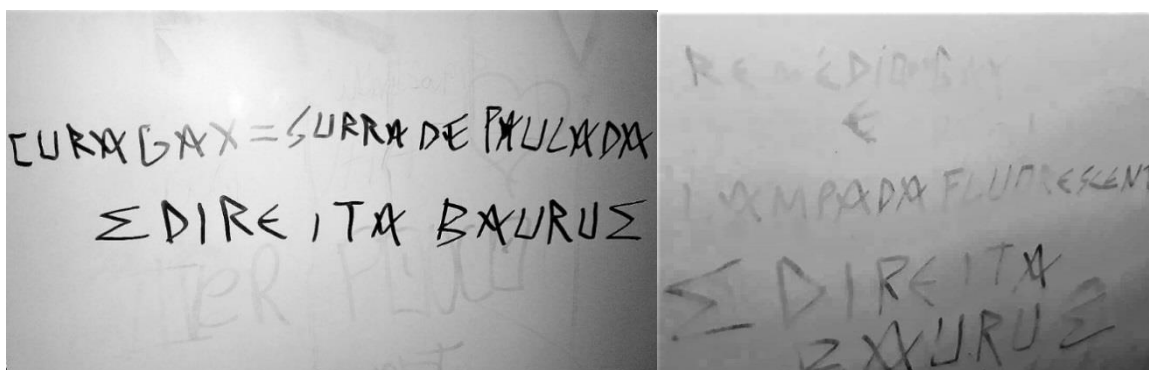 CURA GAY = SURRA DE PAULADA
Σ DIREITA BAURU Σ
REMÉDIO GAY
É
LAMPADA FLUORESCENT
Σ DIREITA
BAURU Σ